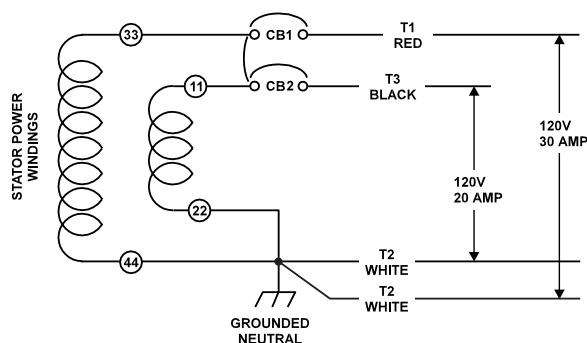 33
CB1
T1
RED
11
CB2
T3
BLACK
STATOR POWER
WINDINGS
120V
30 AMP
120V
20 AMP
22
44
T2
WHITE
T2
WHITE
GROUNDED
NEUTRAL